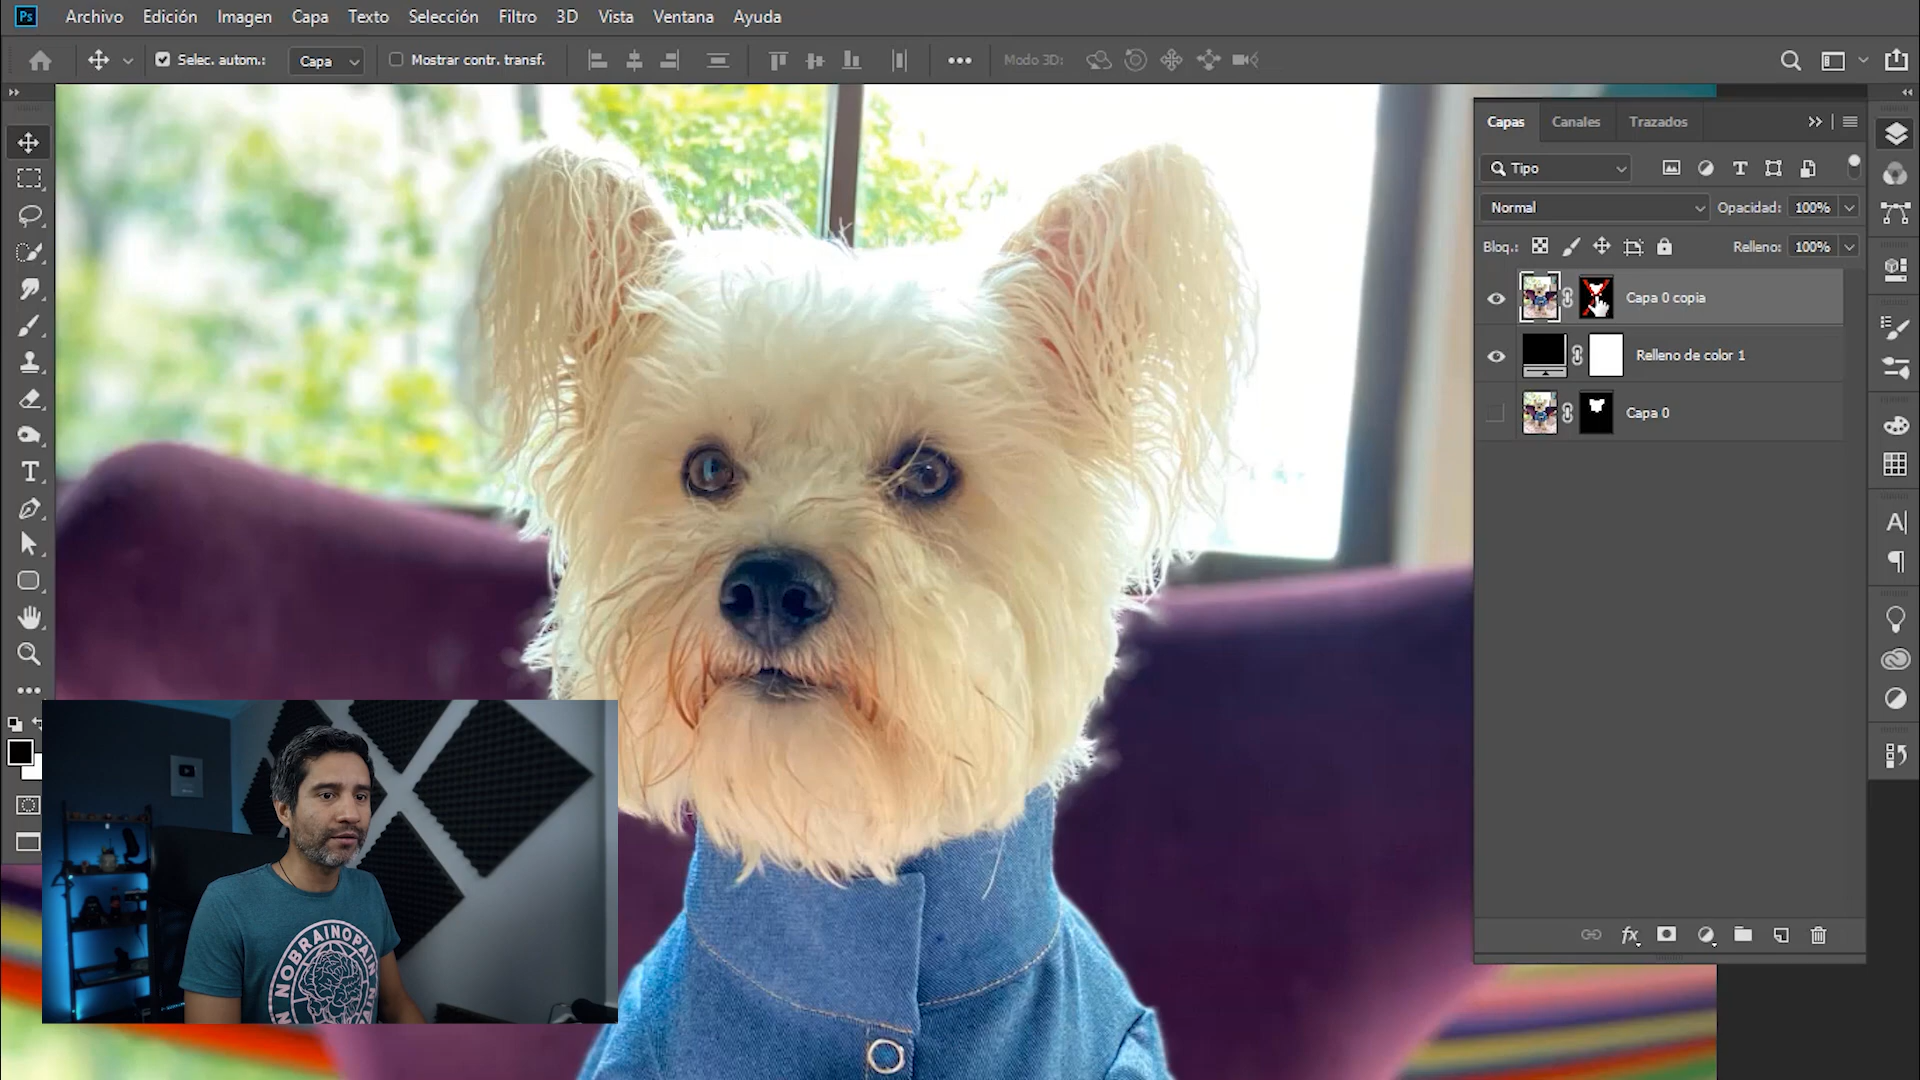 Ps Archivo Edición Imagen Capa Texto Selección Filtro 3D Vista Ventana Ayuda
Selec. autom.: Capa Mostrar contr. transf. Modo 3D:
Capas Canales Trazados
Tipo
Normal Opacidad: 100%
Bloq.: Relleno: 100%
Capa 0 copia
Relleno de color 1
Capa 0
fx
NOBRAINOPAIN